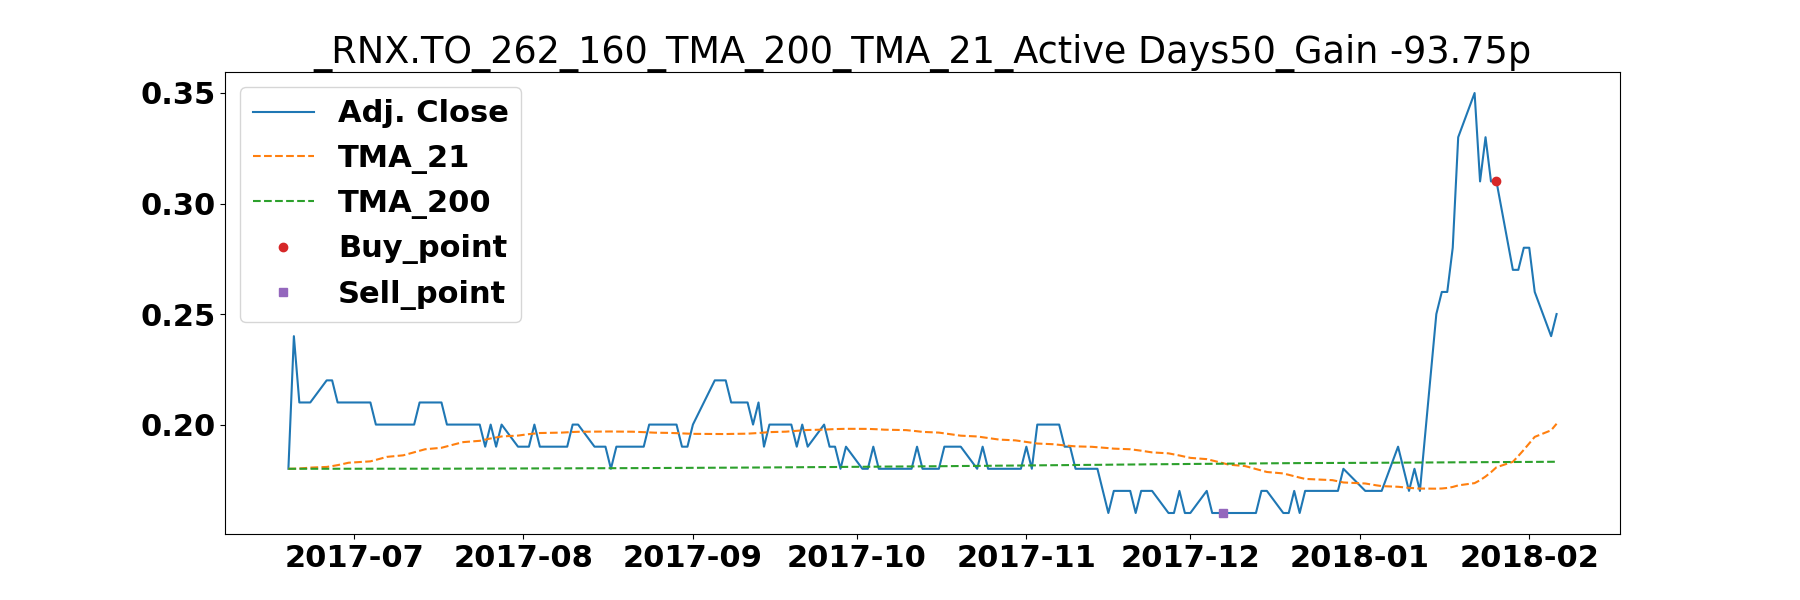 _RNX.TO_262_160_TMA_200_TMA_21_Active Days50_Gain -93.75p
0.35
0.30
0.25
0.20
Adj. Close
TMA_21
TMA_200
Buy_point
Sell_point
2017-07 2017-08 2017-09 2017-10 2017-11 2017-12 2018-01 2018-02